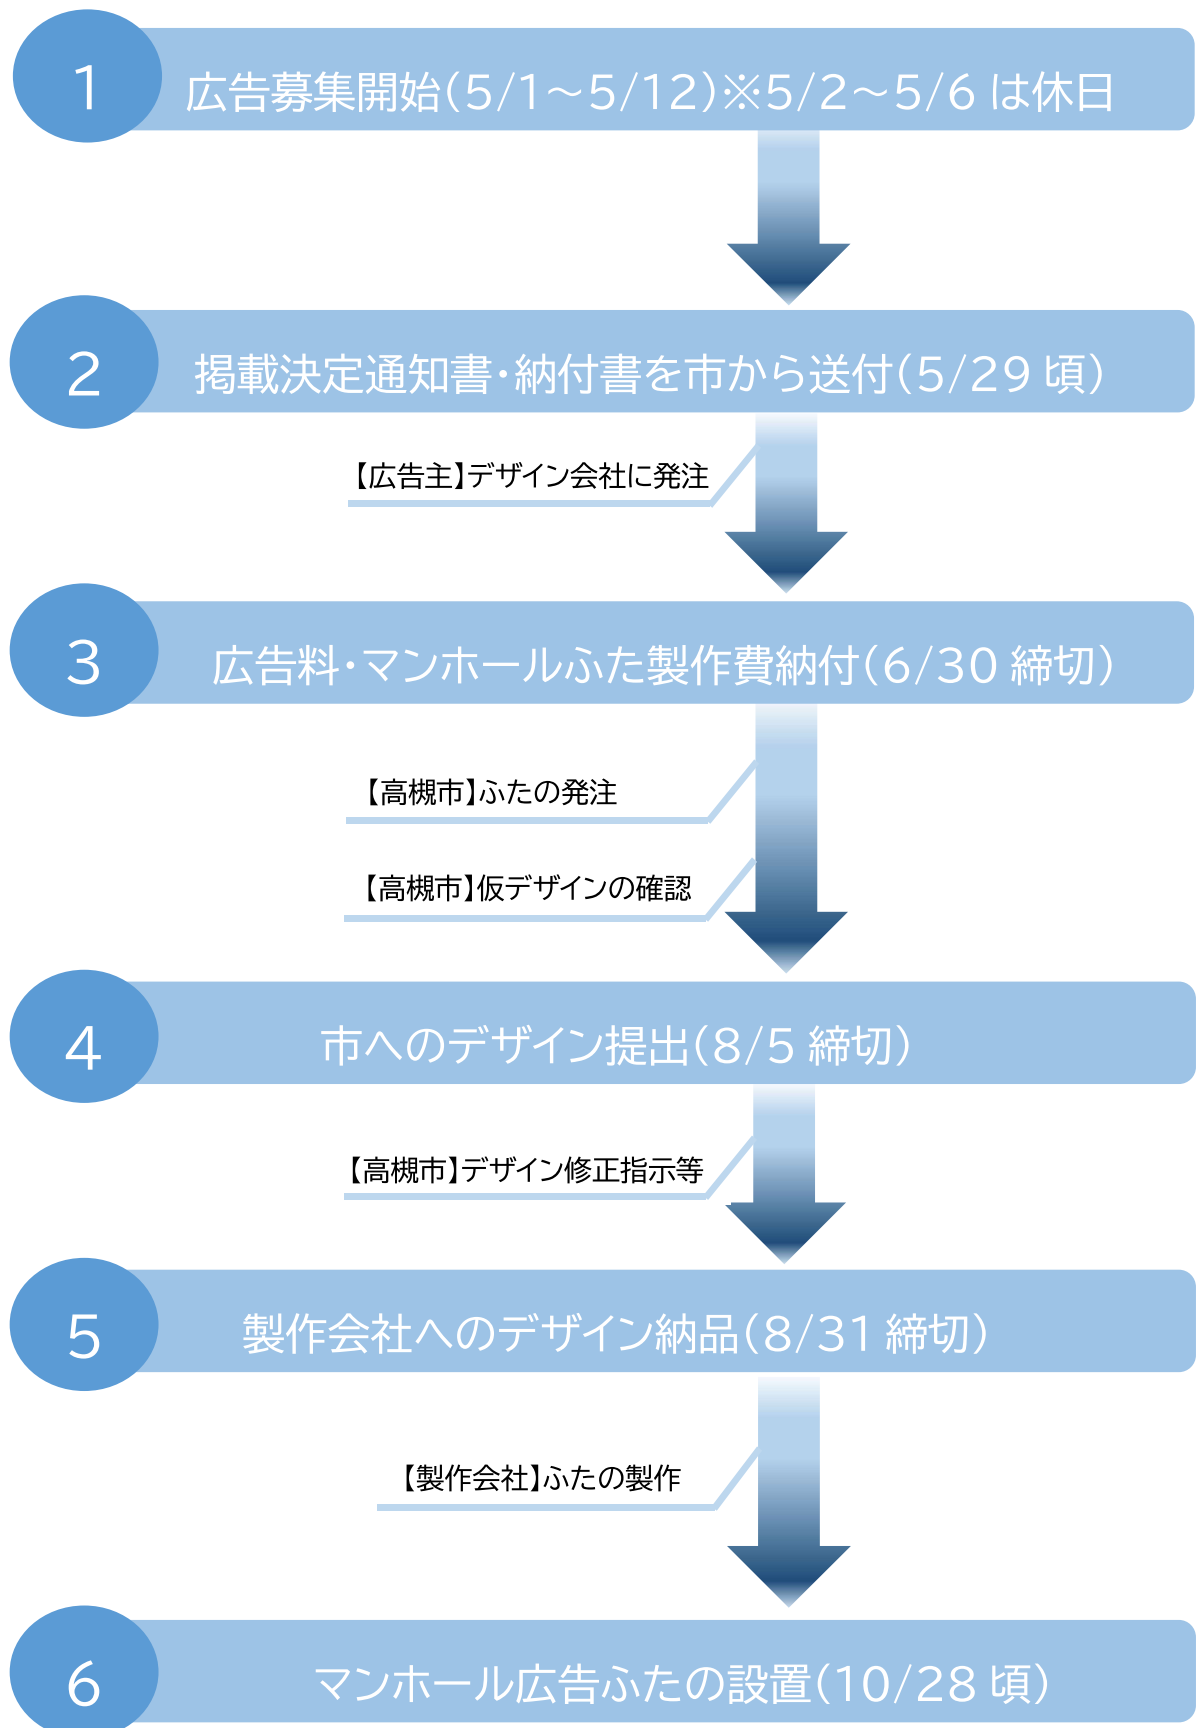 1
広告募集開始(5/1～5/12)※5/2～5/6 は休日
2
掲載決定通知書・納付書を市から送付(5/29 頃)
【広告主】デザイン会社に発注
3
広告料・マンホールふた製作費納付(6/30 締切)
【高槻市】ふたの発注
【高槻市】仮デザインの確認
4
市へのデザイン提出(8/5 締切)
【高槻市】デザイン修正指示等
5
製作会社へのデザイン納品(8/31 締切)
【製作会社】ふたの製作
6
マンホール広告ふたの設置(10/28 頃)